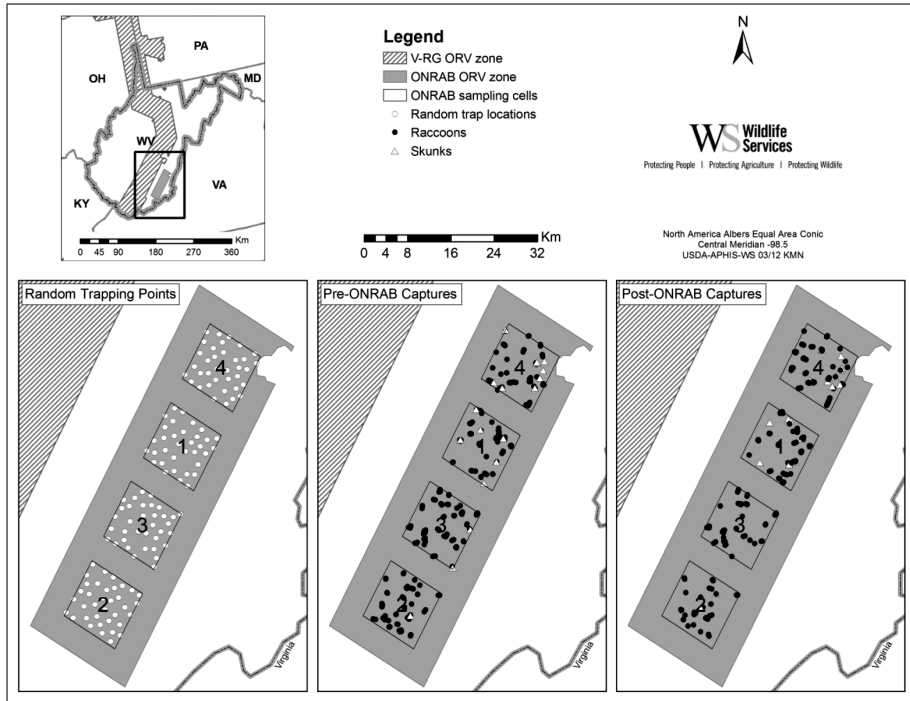 PA
OH
MD
WV
VA
KY
Km
0 45 90 180 270 360
Legend
V-RG ORV zone
ONRAB ORV zone
ONRAB sampling cells
Random trap locations
Raccoons
Skunks
Km
0 4 8 16 24 32
N
WS Wildlife
Services
Protecting People | Protecting Agriculture | Protecting Wildlife
North America Albers Equal Area Conic
Central Meridian -98.5
USDA-APHIS-WS 03/12 KMN
Random Trapping Points
4
1
3
2
Virginia
Pre-ONRAB Captures
4
1
3
2
Virginia
Post-ONRAB Captures
4
1
3
2
Virginia